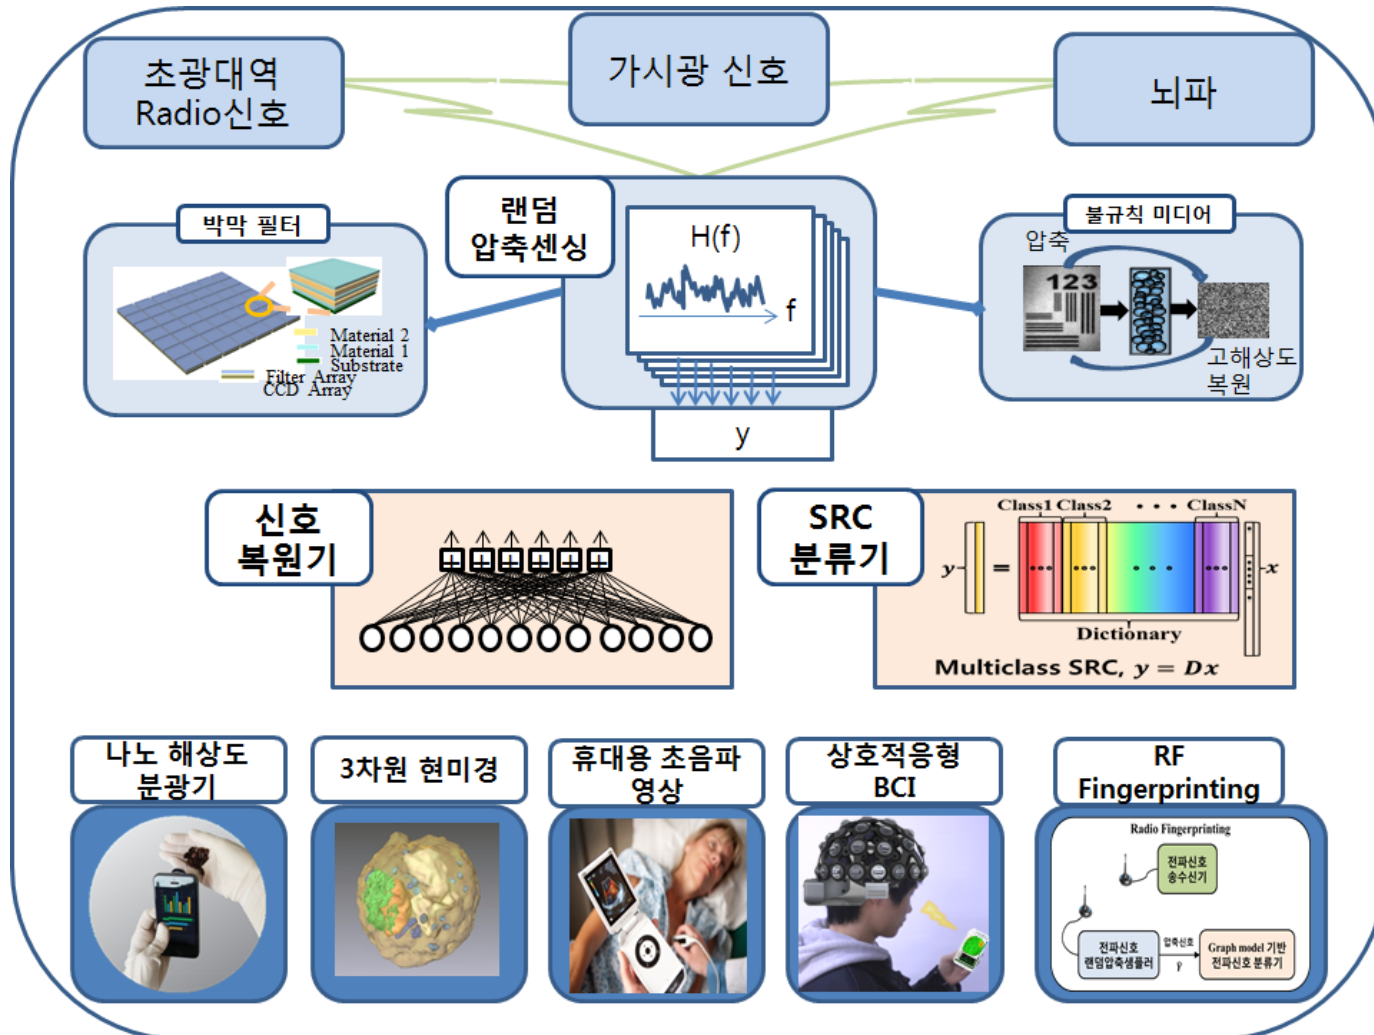 초광대역
Radio신호
가시광 신호
뇌파
박막 필터
Material 2
Material 1
Substrate
Filter Array
CCD Array
랜덤
압축센싱
H(f)
f
y
불규칙 미디어
압축
123
고해상도
복원
신호
복원기
SRC
분류기
Class1 Class2 • • • ClassN
y = x
Dictionary
Multiclass SRC, y = Dx
나노 해상도
분광기
3차원 현미경
휴대용 초음파
영상
상호적응형
BCI
RF
Fingerprinting
Radio Fingerprinting
전파신호
송수신기
전파신호
랜덤압축샘플러
압축신호
y
Graph model 기반
전파신호 분류기